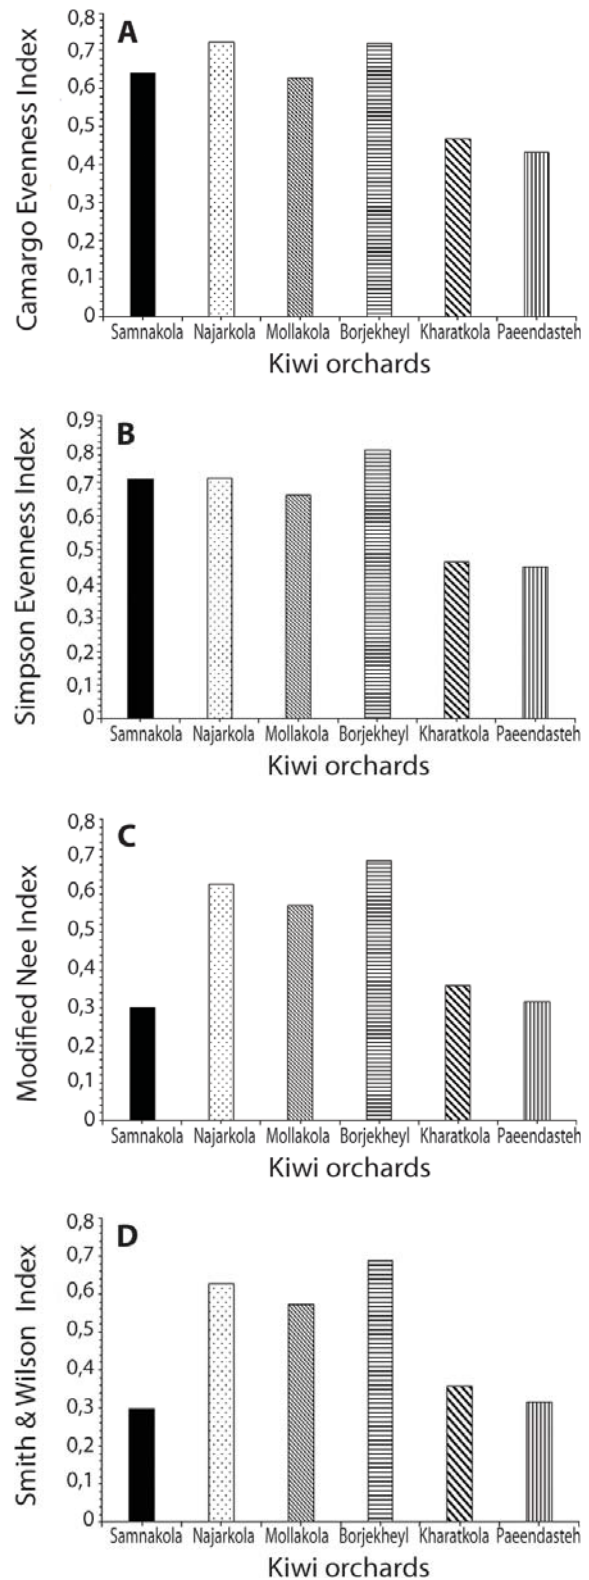 A
Camargo Evenness Index
0,8
0,7
0,6
0,5
0,4
0,3
0,2
0,1
0
Samnakola Najarkola Mollakola Borjekheyl Kharatkola Paeendasteh
Kiwi orchards
B
Simpson Evenness Index
0,9
0,8
0,7
0,6
0,5
0,4
0,3
0,2
0,1
0
Samnakola Najarkola Mollakola Borjekheyl Kharatkola Paeendasteh
Kiwi orchards
C
Modified Nee Index
0,8
0,7
0,6
0,5
0,4
0,3
0,2
0,1
0
Samnakola Najarkola Mollakola Borjekheyl Kharatkola Paeendasteh
Kiwi orchards
D
Smith & Wilson Index
0,8
0,7
0,6
0,5
0,4
0,3
0,2
0,1
0
Samnakola Najarkola Mollakola Borjekheyl Kharatkola Paeendasteh
Kiwi orchards